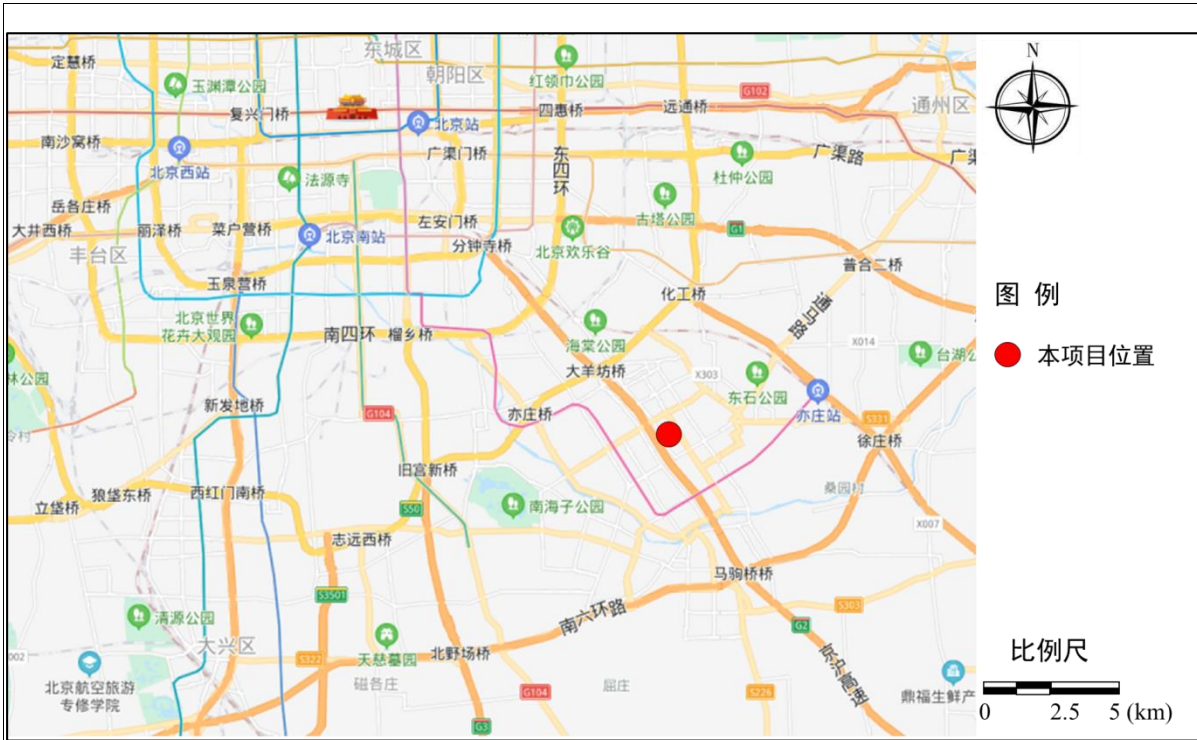 东城区
定慧桥
朝阳区
红领巾公园
玉渊潭公园
G102
通州区
复兴门桥
北京站
四惠桥
远通桥
南沙窝桥
广渠门桥
东四环
广渠路
广渠
北京西站
法源寺
杜仲公园
岳各庄桥
古塔公园
大井西桥
丽泽桥
菜户营桥
左安门桥
北京南站
分钟寺桥
北京欢乐谷
G1
丰台区
普合二桥
玉泉营桥
化工桥
通马路
北京世界
花卉大观园
南四环
榴乡桥
海棠公园
X014
台湖公
林公园
大羊坊桥
X303
东石公园
新发地桥
G104
亦庄桥
亦庄站
S331
徐庄桥
冷村
旧宫新桥
立垡桥
狼垡东桥
西红门南桥
S50
南海子公园
桑园村
X007
志远西桥
马驹桥桥
S3501
S303
清源公园
南六环路
G2
大兴区
天慈墓园
北野场桥
京沪高速
002
S322
北京航空旅游
专修学院
磁各庄
G104
屈庄
S226
鼎福生鲜产
G3
N
图 例
本项目位置
比例尺
0 2.5 5 (km)